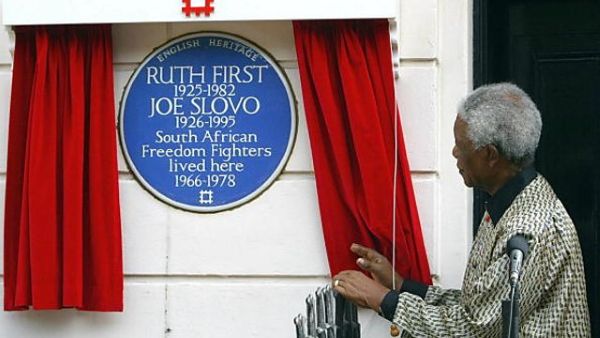 ENGLISH HERITAGE
RUTH FIRST
1925-1982
JOE SLOVO
1926-1995
South African
Freedom Fighters
lived here
1966-1978